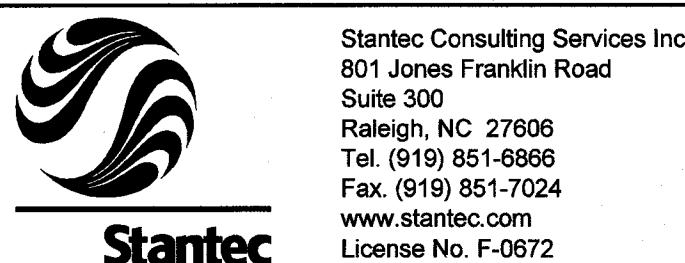 Stantec Consulting Services Inc
801 Jones Franklin Road
Suite 300
Raleigh, NC 27606
Tel. (919) 851-6866
Fax. (919) 851-7024
www.stantec.com
License No. F-0672
Stantec